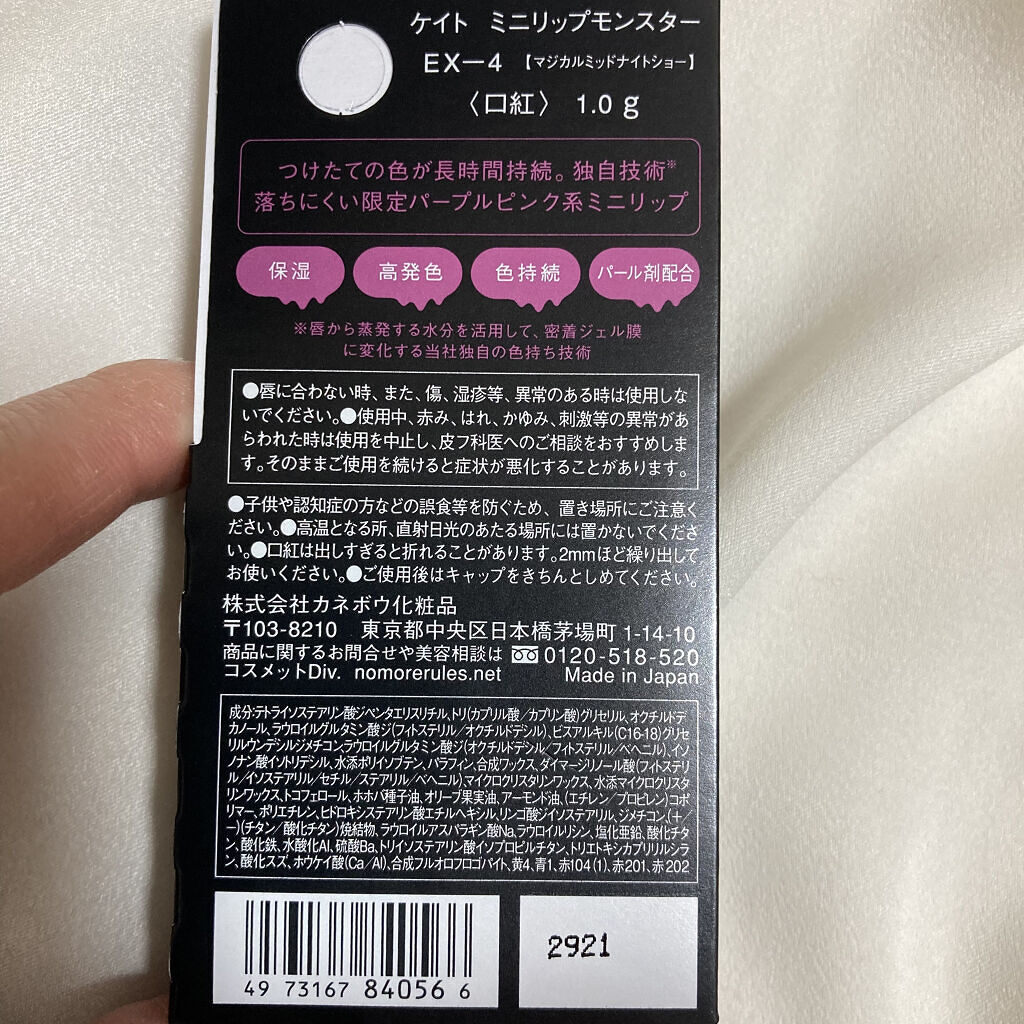 ケイト ミニリップモンスター
EX－4 【マジカルミッドナイトショー】
〈口紅〉 1.0 g
つけたての色が長時間持続。独自技術※
落ちにくい限定パープルピンク系ミニリップ
保湿 高発色 色持続 パール剤配合
※唇から蒸発する水分を活用して、密着ジェル膜
に変化する当社独自の色持ち技術
●唇に合わない時、また、傷、湿疹等、異常のある時は使用しな
いでください。●使用中、赤み、はれ、かゆみ、刺激等の異常があ
らわれた時は使用を中止し、皮フ科医へのご相談をおすすめしま
す。そのままご使用を続けると症状が悪化することがあります。
●子供や認知症の方などの誤食等を防ぐため、置き場所にご注意く
ださい。●高温となる所、直射日光のあたる場所には置かないでくださ
い。●口紅は出しすぎると折れることがあります。2mmほど繰り出して
お使いください。●ご使用後はキャップをきちんとしめてください。
株式会社カネボウ化粧品
〒103-8210 東京都中央区日本橋茅場町 1-14-10
商品に関するお問合せや美容相談は 0120-518-520
コスメットDiv. nomorerules.net Made in Japan
成分:テトライソステアリン酸ジペンタエリスリチル、トリ(カプリル酸／カプリン酸)グリセリル、オクチルドデ
カノール、ラウロイルグルタミン酸ジ(フィトステリル／オクチルドデシル)、ビスアルキル(C16-18)グリセ
リルウンデシルジメチコン、ラウロイルグルタミン酸ジ(オクチルドデシル／フィトステリル／ベヘニル)、イソ
ノナン酸イソトリデシル、水添ポリイソブテン、パラフィン、合成ワックス、ダイマージリノール酸(フィトステリ
ル／イソステアリル／セチル／ステアリル／ベヘニル)、マイクロクリスタリンワックス、水添マイクロクリスタ
リンワックス、トコフェロール、ホホバ種子油、オリーブ果実油、アーモンド油、(エチレン／プロピレン)コポ
リマー、ポリエチレン、ヒドロキシステアリン酸エチルヘキシル、リンゴ酸ジイソステアリル、ジメチコン、(＋／
－)(チタン／酸化チタン)焼結物、ラウロイルアスパラギン酸Na、ラウロイルリシン、塩化亜鉛、酸化チタ
ン、酸化鉄、水酸化Al、硫酸Ba、トリイソステアリン酸イソプロピルチタン、トリエトキシカプリリルシラ
ン、酸化スズ、ホウケイ酸(Ca／Al)、合成フルオロフロゴパイト、黄4、青1、赤104(1)、赤201、赤202
49 73167 84056 6
2921